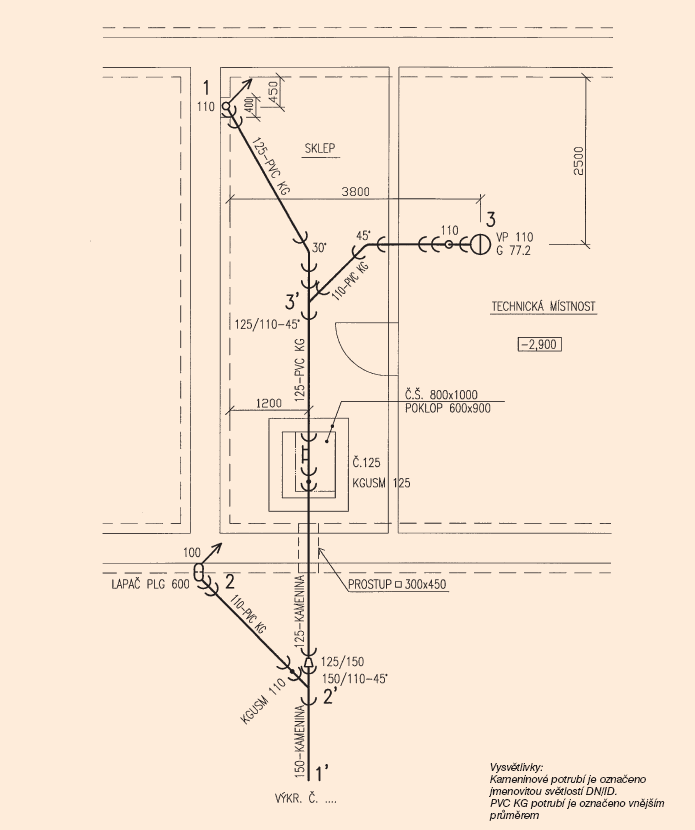 1
110
450
400
125-PVC KG
SKLEP
3800
2500
30°
45°
110
3
VP 110
G 77.2
110-PVC KG
3'
125/110-45°
125-PVC KG
TECHNICKÁ MÍSTNOST
-2,900
1200
Č.Š. 800x1000
POKLOP 600x900
Č.125
KGUSM 125
100
LAPAČ PLG 600
2
PROSTUP □ 300x450
110-PVC KG
125-KAMENINA
125/150
150/110-45°
KGUSM 110
2'
150-KAMENINA
1'
VÝKR. Č. ....
Vysvětlivky:
Kameninové potrubí je označeno
jmenovitou světlostí DN/ID.
PVC KG potrubí je označeno vnějším
průměrem